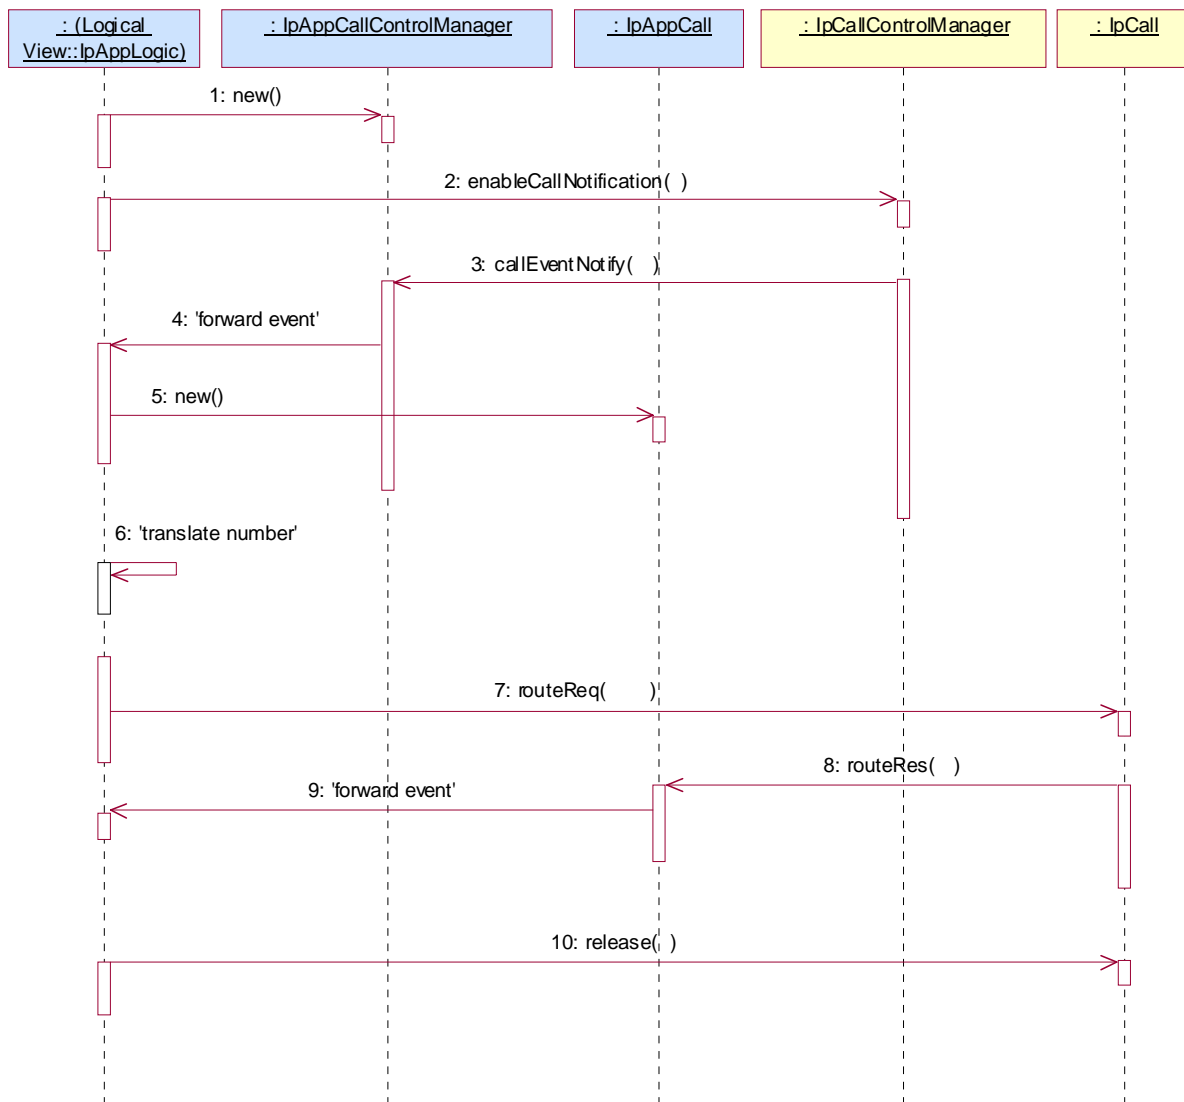 : (Logical
View::IpAppLogic)
: IpAppCallControlManager
: IpAppCall
: IpCallControlManager
: IpCall
1: new()
2: enableCallNotification( )
3: callEventNotify( )
4: 'forward event'
5: new()
6: 'translate number'
7: routeReq( )
8: routeRes( )
9: 'forward event'
10: release( )